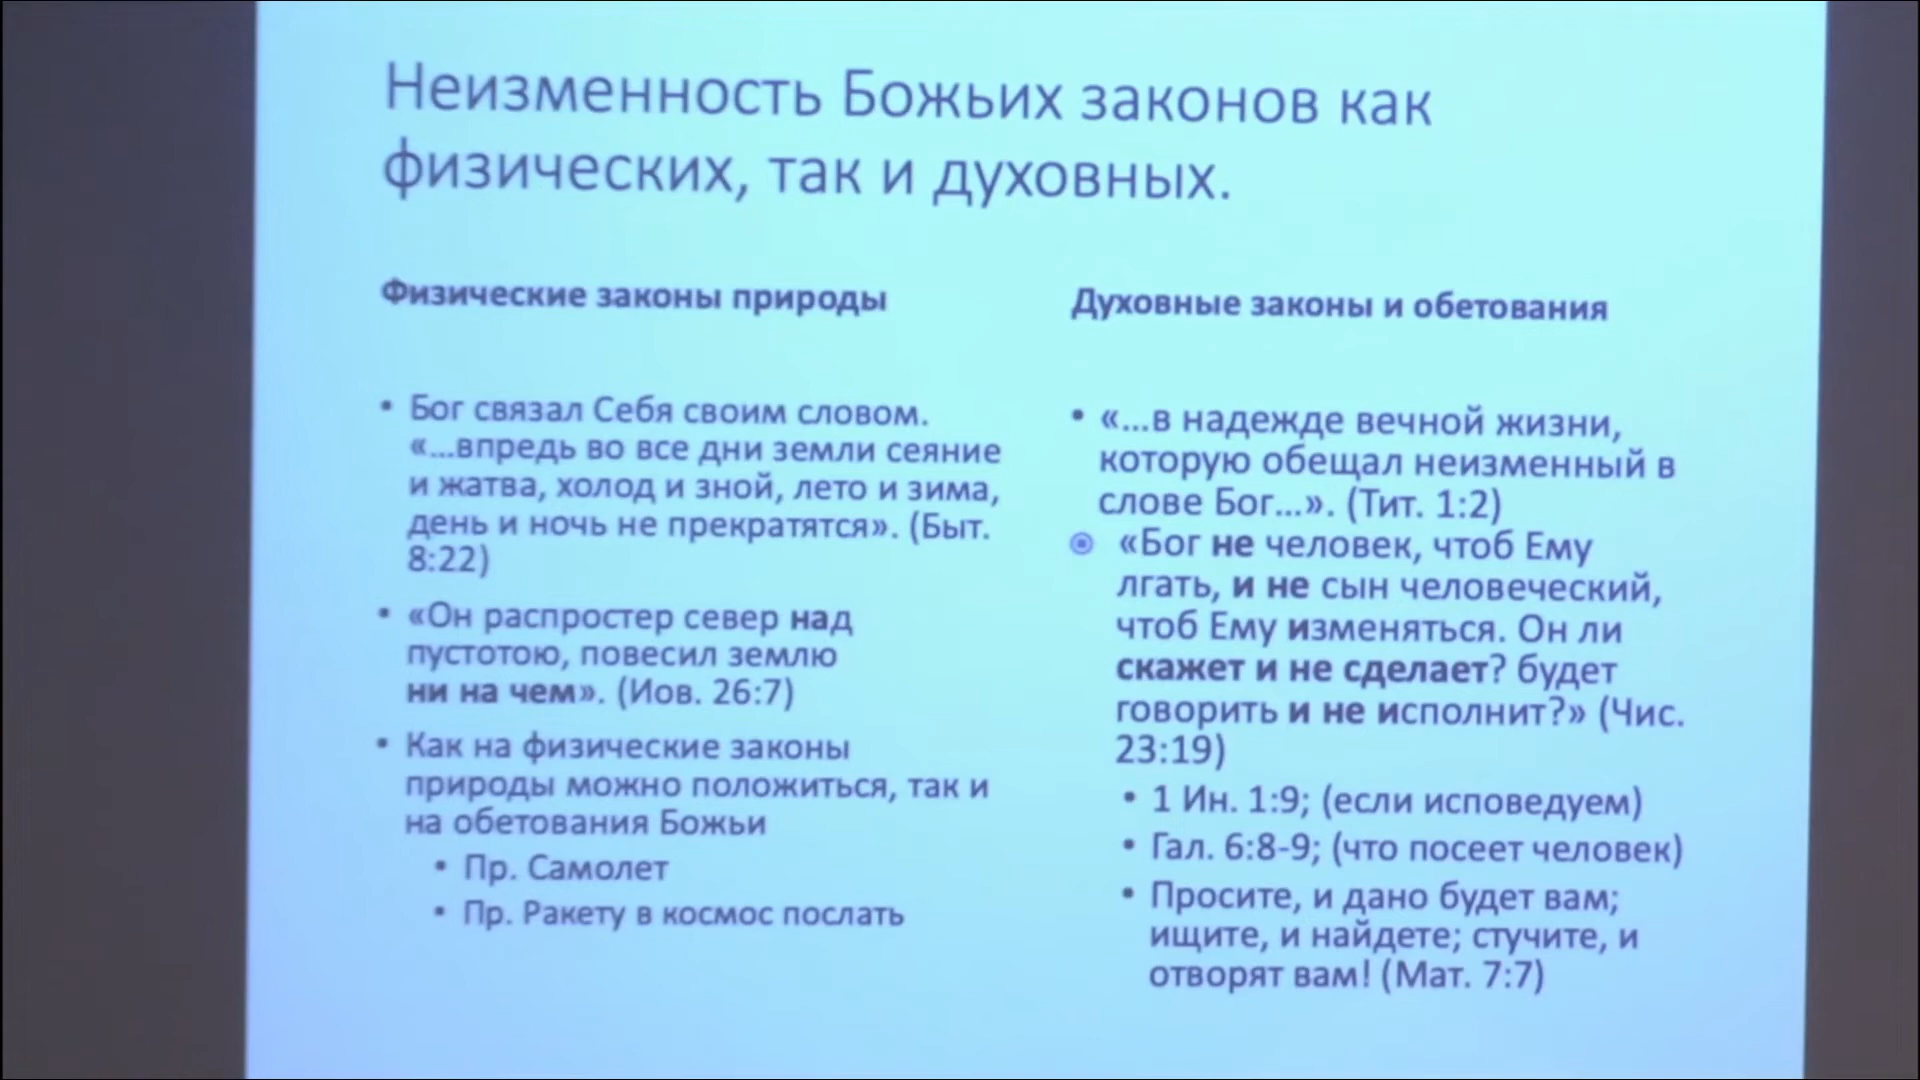 Неизменность Божьих законов как
физических, так и духовных.
Физические законы природы
• Бог связал Себя своим словом.
«…впредь во все дни земли сеяние
и жатва, холод и зной, лето и зима,
день и ночь не прекратятся». (Быт.
8:22)
• «Он распростер север над
пустотою, повесил землю
ни на чем». (Иов. 26:7)
• Как на физические законы
природы можно положиться, так и
на обетования Божьи
• Пр. Самолет
• Пр. Ракету в космос послать
Духовные законы и обетования
• «…в надежде вечной жизни,
которую обещал неизменный в
слове Бог…». (Тит. 1:2)
«Бог не человек, чтоб Ему
лгать, и не сын человеческий,
чтоб Ему изменяться. Он ли
скажет и не сделает? будет
говорить и не исполнит?» (Чис.
23:19)
• 1 Ин. 1:9; (если исповедуем)
• Гал. 6:8-9; (что посеет человек)
• Просите, и дано будет вам;
ищите, и найдете; стучите, и
отворят вам! (Мат. 7:7)